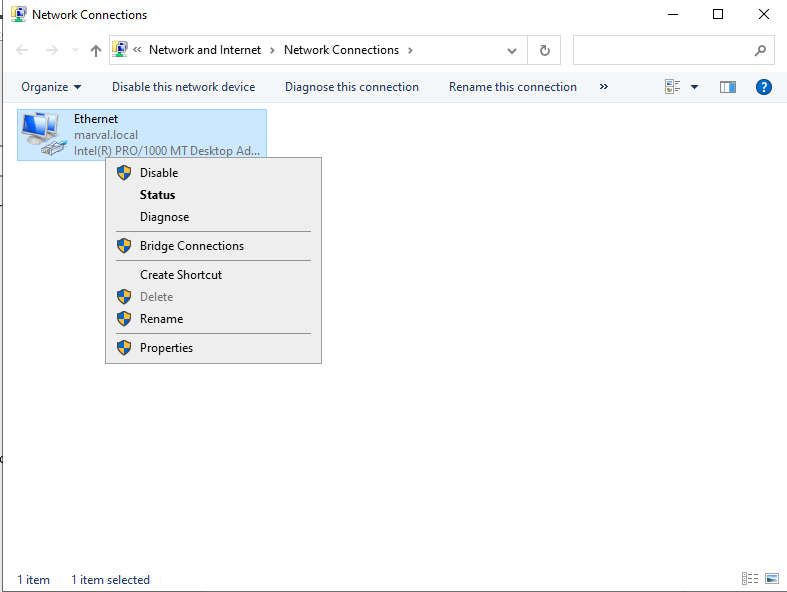 Network Connections
« Network and Internet › Network Connections ›
Organize Disable this network device Diagnose this connection Rename this connection » ?
Ethernet
marval.local
Intel(R) PRO/1000 MT Desktop Ad...
Disable
Status
Diagnose
Bridge Connections
Create Shortcut
Delete
Rename
Properties
1 item 1 item selected